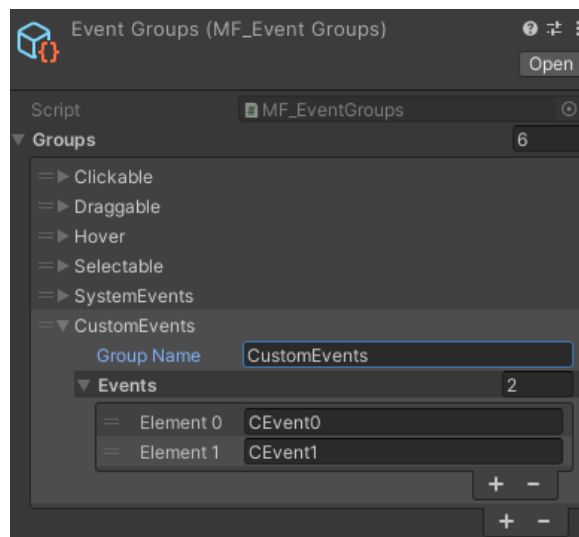 Event Groups (MF_Event Groups)
Open
Script MF_EventGroups
Groups 6
Clickable
Draggable
Hover
Selectable
SystemEvents
CustomEvents
Group Name CustomEvents
Events 2
Element 0 CEvent0
Element 1 CEvent1
+ −
+ −